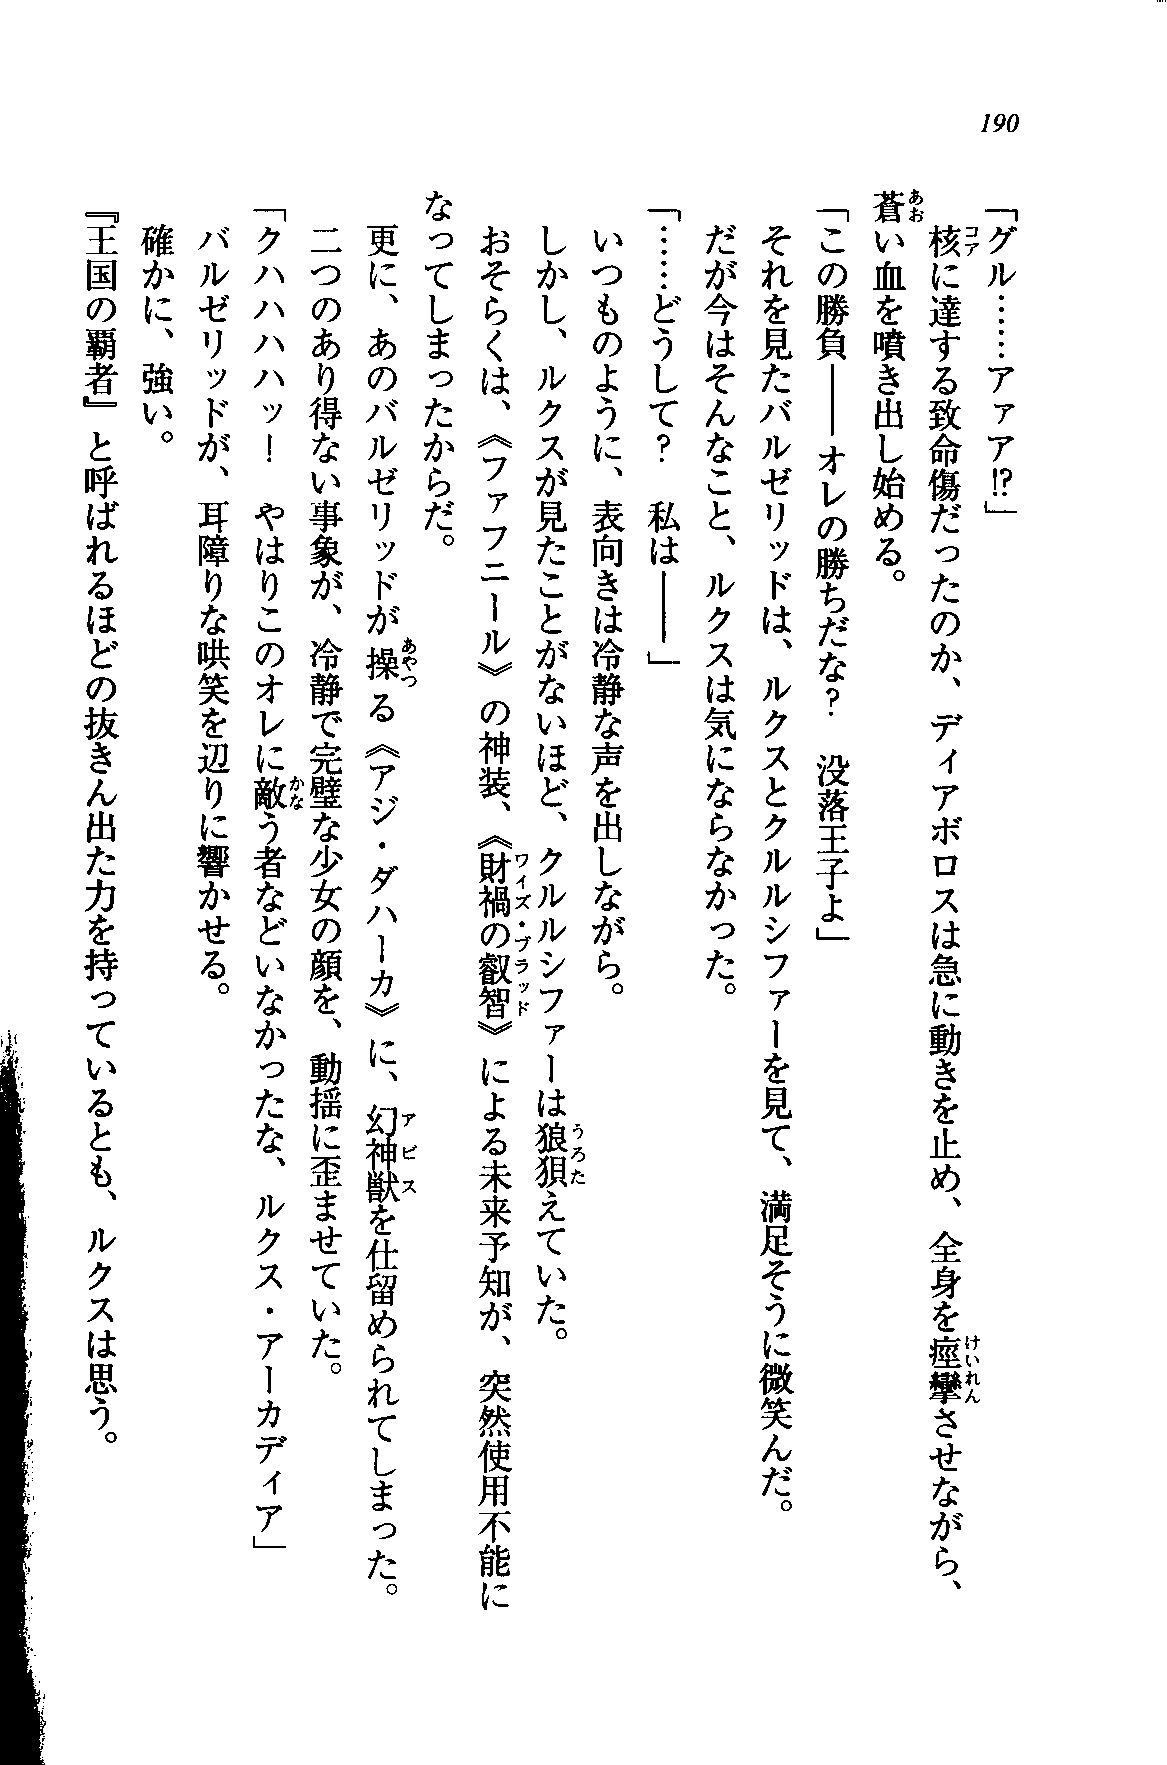 190
「グル……アァア!?」
核に達する致命傷だったのか、ディアボロスは急に動きを止め、全身を痙攣させながら、
蒼い血を噴き出し始める。
「この勝負――オレの勝ちだな？　没落王子よ」
それを見たバルゼリッドは、ルクスとクルルシファーを見て、満足そうに微笑んだ。
だが今はそんなこと、ルクスは気にならなかった。
「……どうして？　私は――」
いつものように、表向きは冷静な声を出しながら。
しかし、ルクスが見たことがないほど、クルルシファーは狼狽えていた。
おそらくは、《ファフニール》の神装、《財禍の叡智》による未来予知が、突然使用不能に
なってしまったからだ。
更に、あのバルゼリッドが操る《アジ・ダハーカ》に、幻神獣を仕留められてしまった。
二つのあり得ない事象が、冷静で完璧な少女の顔を、動揺に歪ませていた。
「クハハハハッ！　やはりこのオレに敵う者などいなかったな、ルクス・アーカディア」
バルゼリッドが、耳障りな哄笑を辺りに響かせる。
確かに、強い。
『王国の覇者』と呼ばれるほどの抜きん出た力を持っているとも、ルクスは思う。